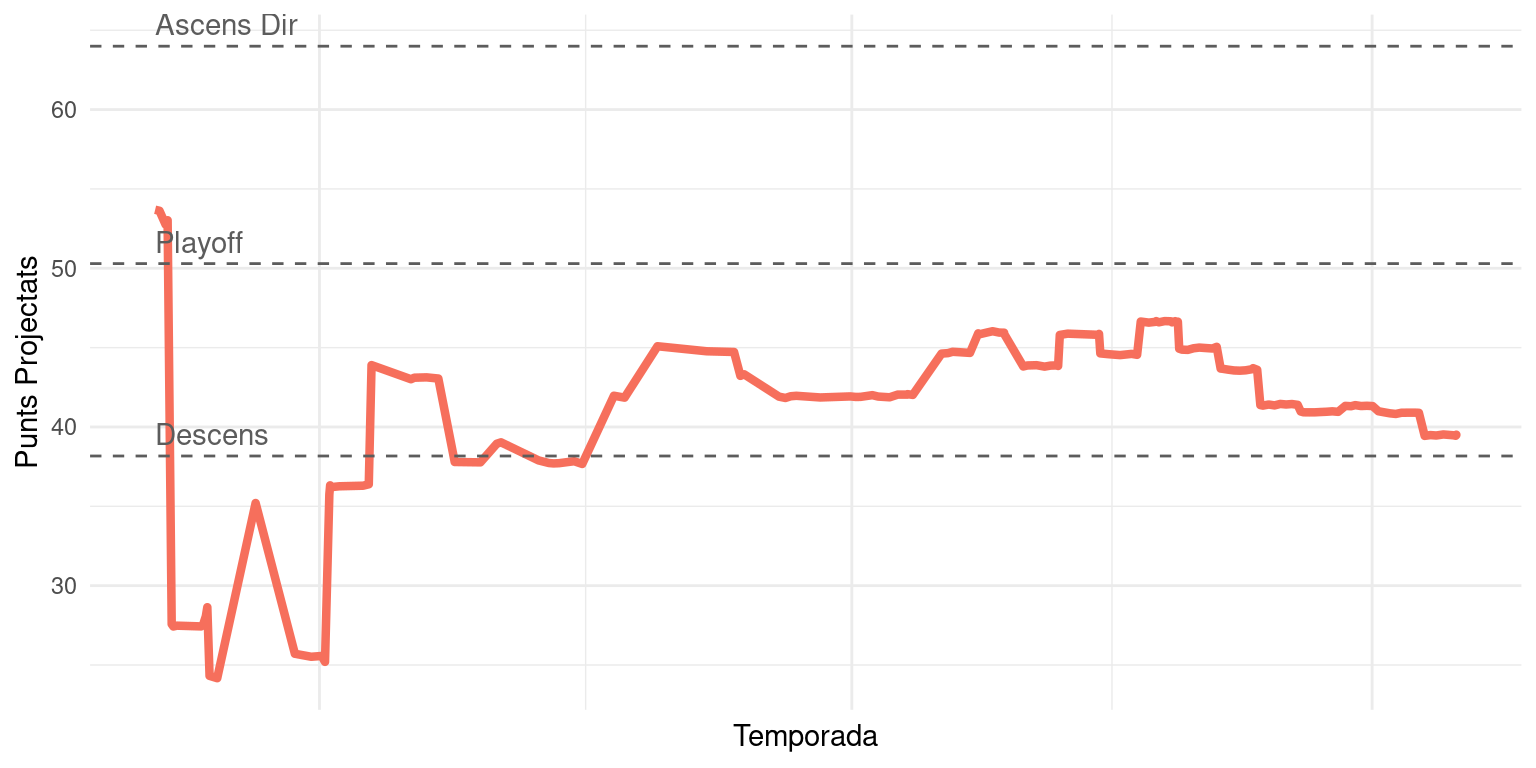 Ascens Dir
60
Playoff
50
Descens
40
30
Punts Projectats
Temporada